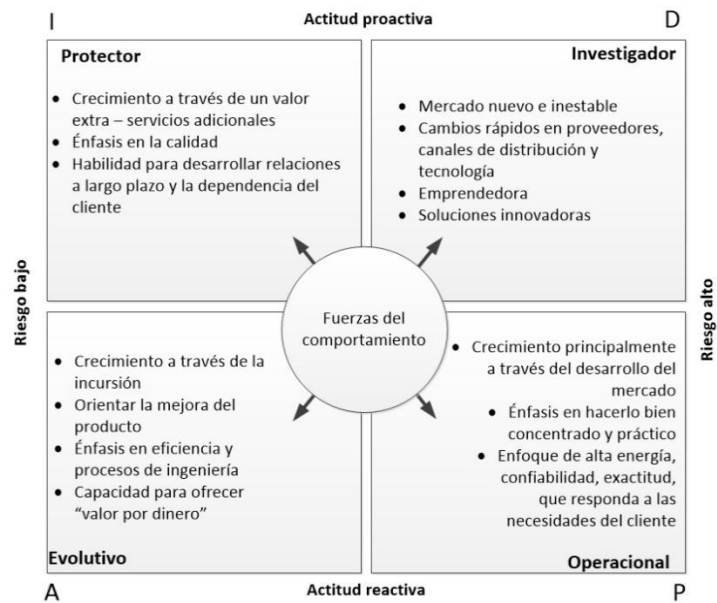 I
Actitud proactiva
D
Protector
• Crecimiento a través de un valor
extra – servicios adicionales
• Énfasis en la calidad
• Habilidad para desarrollar relaciones
a largo plazo y la dependencia del
cliente
Investigador
• Mercado nuevo e inestable
• Cambios rápidos en proveedores,
canales de distribución y
tecnología
• Emprendedora
• Soluciones innovadoras
Riesgo bajo
Fuerzas del
comportamiento
Riesgo alto
• Crecimiento a través de la
incursión
• Orientar la mejora del
producto
• Énfasis en eficiencia y
procesos de ingeniería
• Capacidad para ofrecer
“valor por dinero”
Evolutivo
• Crecimiento principalmente
a través del desarrollo del
mercado
• Énfasis en hacerlo bien
concentrado y práctico
• Enfoque de alta energía,
confiabilidad, exactitud,
que responda a las
necesidades del cliente
Operacional
A
Actitud reactiva
P